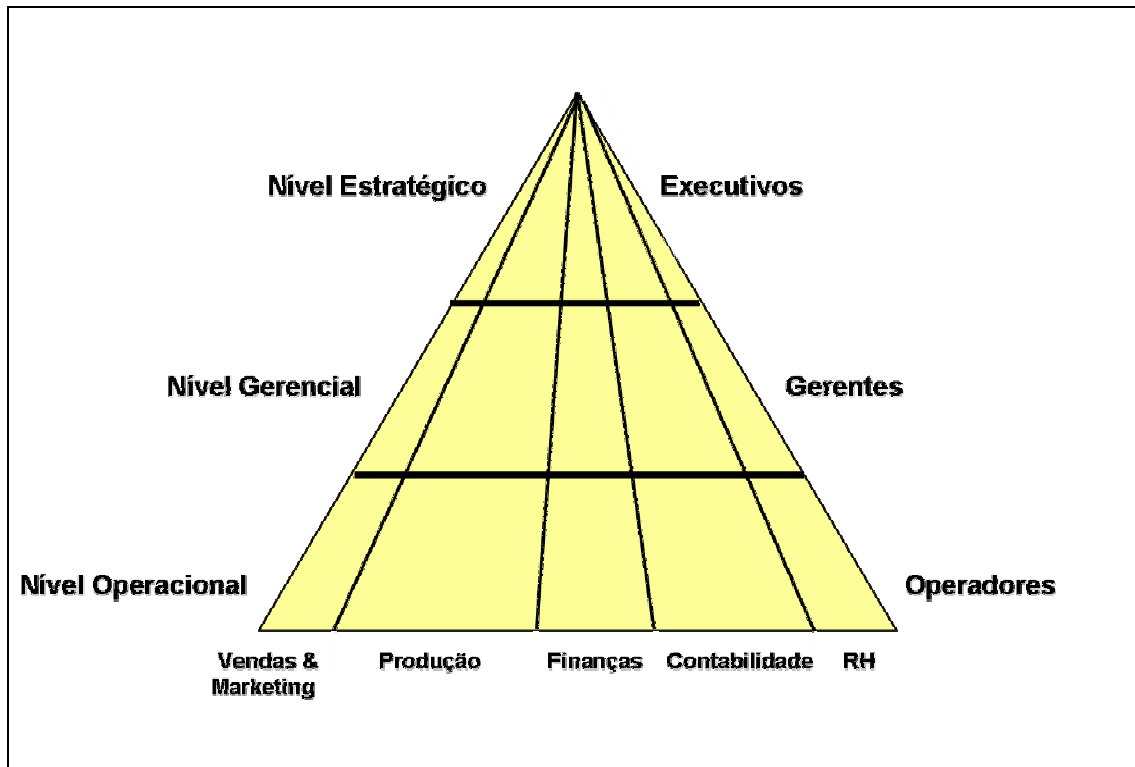 Nível Estratégico
Executivos
Nível Gerencial
Gerentes
Nível Operacional
Operadores
Vendas &
Marketing
Produção
Finanças
Contabilidade
RH